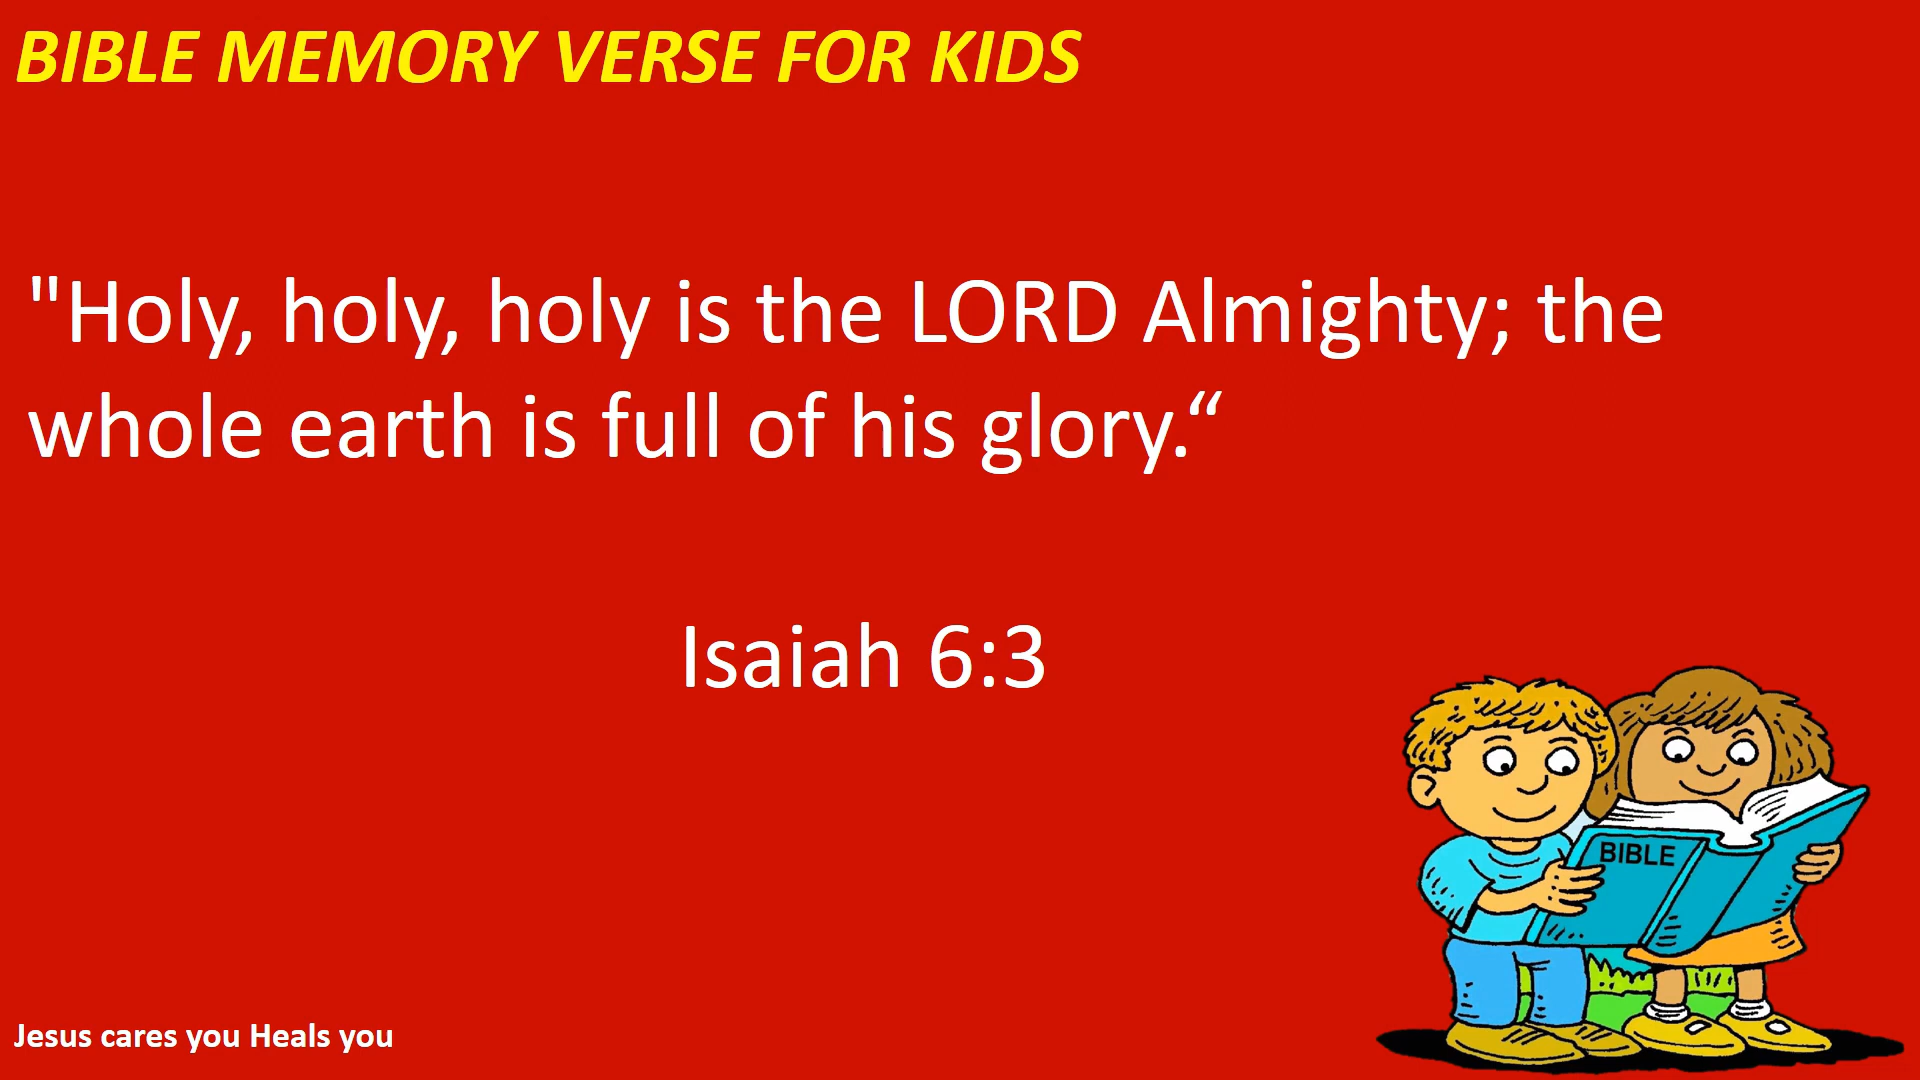 BIBLE MEMORY VERSE FOR KIDS
"Holy, holy, holy is the LORD Almighty; the
whole earth is full of his glory.“
Isaiah 6:3
BIBLE
Jesus cares you Heals you